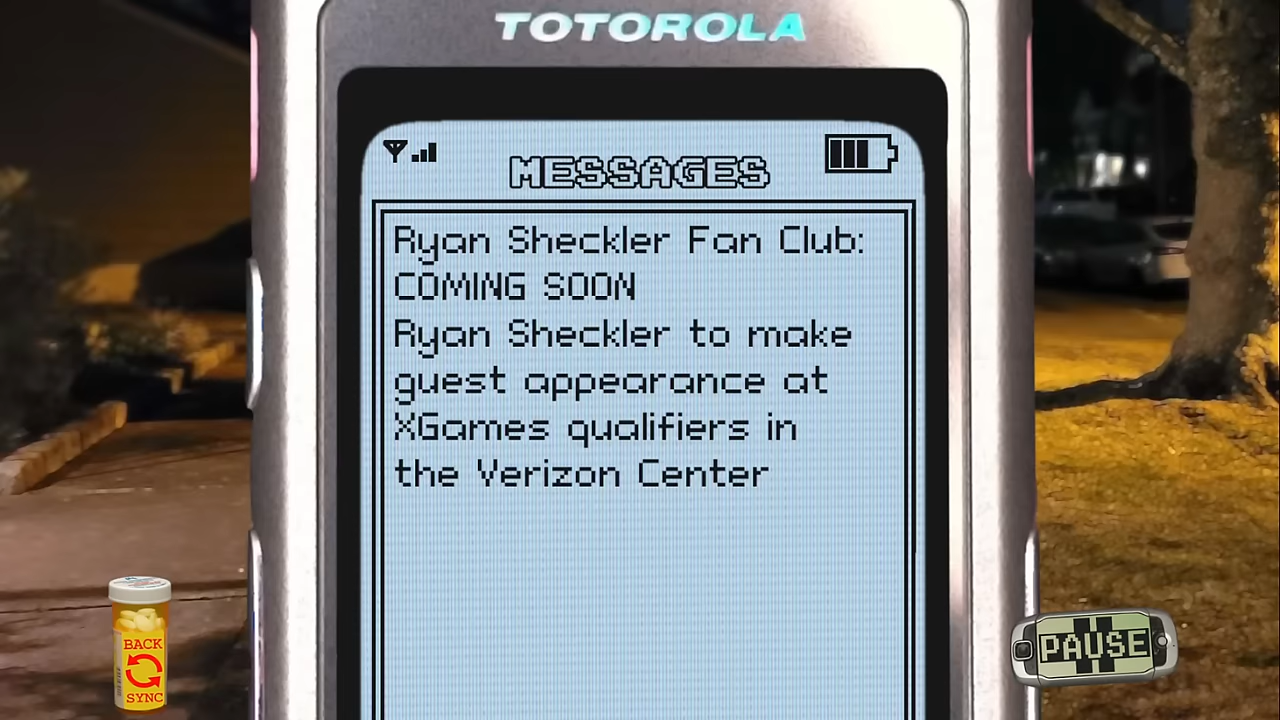 TOTOROLA
MESSAGES
Ryan Sheckler Fan Club:
COMING SOON
Ryan Sheckler to make
guest appearance at
XGames qualifiers in
the Verizon Center
BACK
SYNC
PAUSE